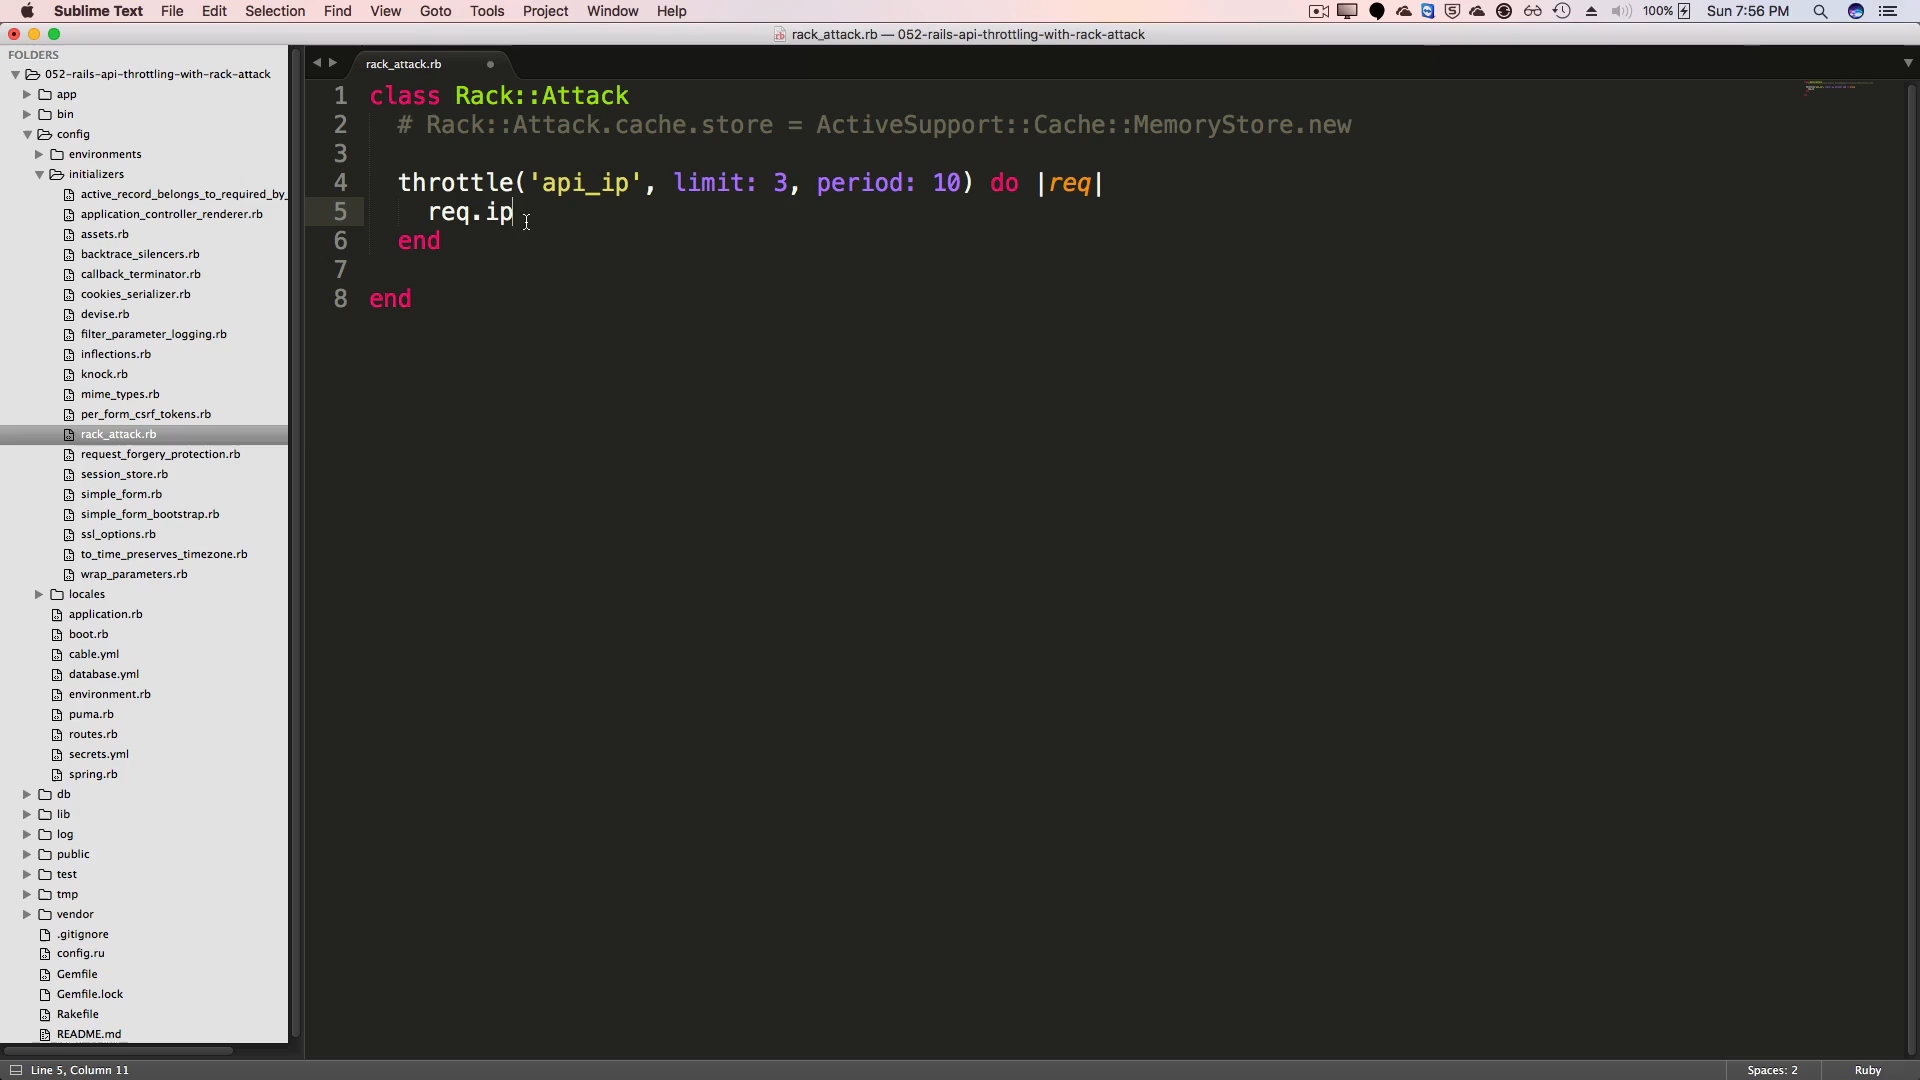 Sublime Text File Edit Selection Find View Goto Tools Project Window Help 100% Sun 7:56 PM
rack_attack.rb — 052-rails-api-throttling-with-rack-attack
FOLDERS
052-rails-api-throttling-with-rack-attack
app
bin
config
environments
initializers
active_record_belongs_to_required_by_
application_controller_renderer.rb
assets.rb
backtrace_silencers.rb
callback_terminator.rb
cookies_serializer.rb
devise.rb
filter_parameter_logging.rb
inflections.rb
knock.rb
mime_types.rb
per_form_csrf_tokens.rb
rack_attack.rb
request_forgery_protection.rb
session_store.rb
simple_form.rb
simple_form_bootstrap.rb
ssl_options.rb
to_time_preserves_timezone.rb
wrap_parameters.rb
locales
application.rb
boot.rb
cable.yml
database.yml
environment.rb
puma.rb
routes.rb
secrets.yml
spring.rb
db
lib
log
public
test
tmp
vendor
.gitignore
config.ru
Gemfile
Gemfile.lock
Rakefile
README.md
rack_attack.rb
1 class Rack::Attack
2 # Rack::Attack.cache.store = ActiveSupport::Cache::MemoryStore.new
3
4 throttle('api_ip', limit: 3, period: 10) do |req|
5 req.ip
6 end
7
8 end
Line 5, Column 11 Spaces: 2 Ruby